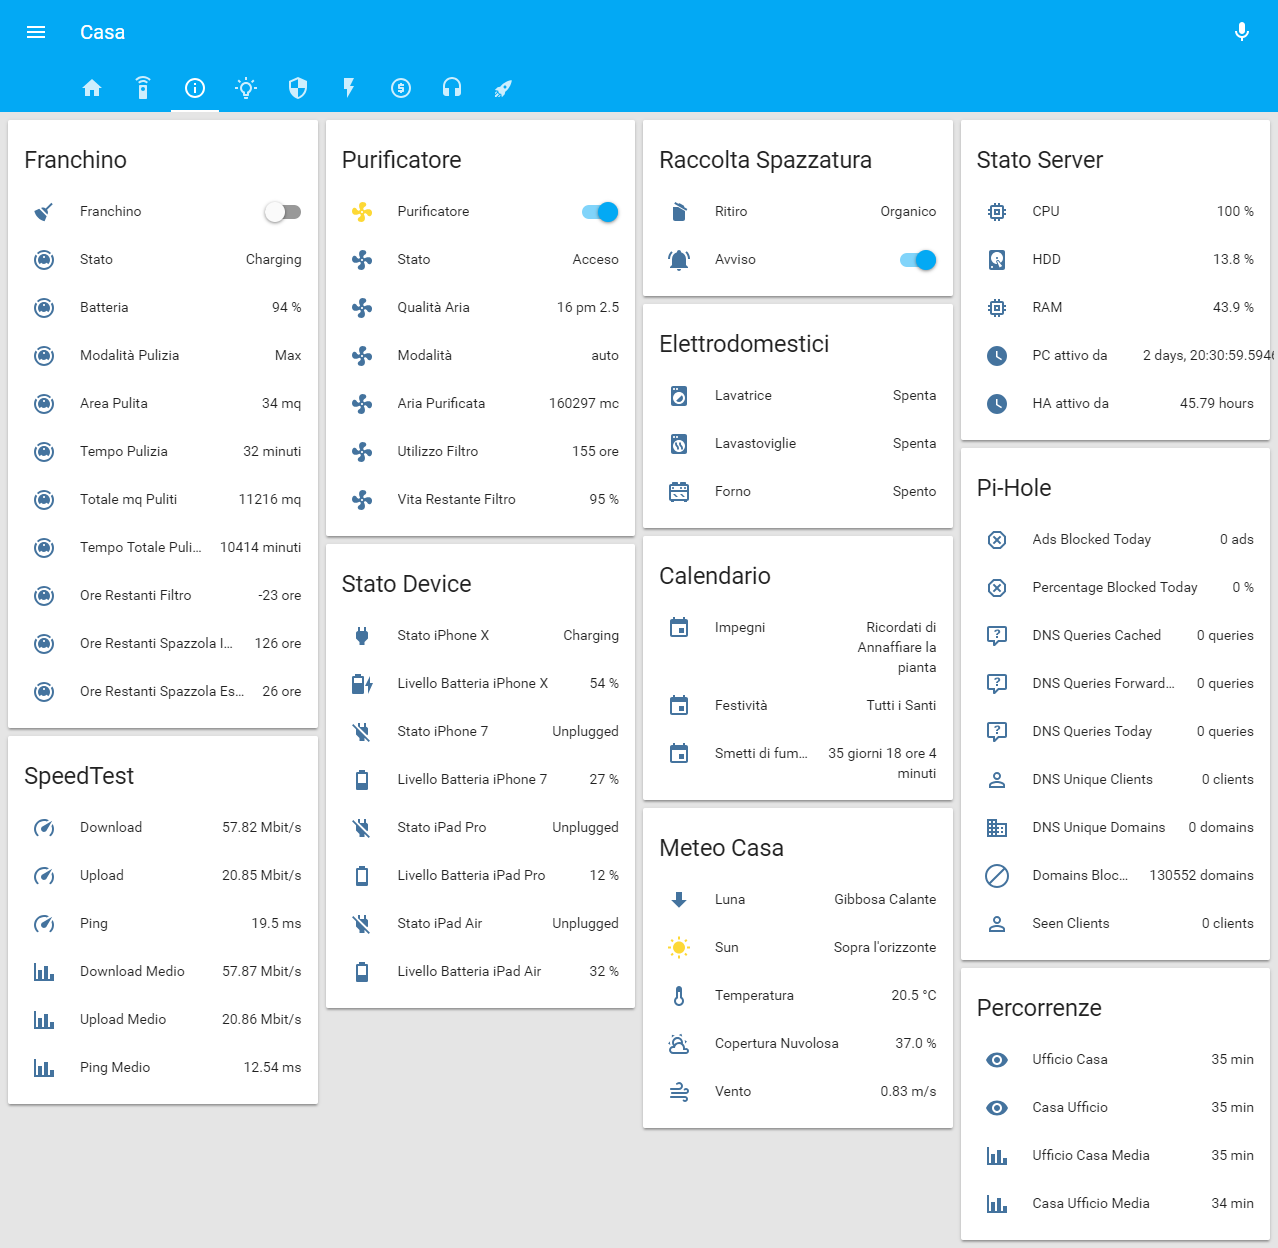 Casa
Franchino
Franchino
Stato Charging
Batteria 94 %
Modalità Pulizia Max
Area Pulita 34 mq
Tempo Pulizia 32 minuti
Totale mq Puliti 11216 mq
Tempo Totale Puli... 10414 minuti
Ore Restanti Filtro -23 ore
Ore Restanti Spazzola I... 126 ore
Ore Restanti Spazzola Es... 26 ore
SpeedTest
Download 57.82 Mbit/s
Upload 20.85 Mbit/s
Ping 19.5 ms
Download Medio 57.87 Mbit/s
Upload Medio 20.86 Mbit/s
Ping Medio 12.54 ms
Purificatore
Purificatore
Stato Acceso
Qualità Aria 16 pm 2.5
Modalità auto
Aria Purificata 160297 mc
Utilizzo Filtro 155 ore
Vita Restante Filtro 95 %
Stato Device
Stato iPhone X Charging
Livello Batteria iPhone X 54 %
Stato iPhone 7 Unplugged
Livello Batteria iPhone 7 27 %
Stato iPad Pro Unplugged
Livello Batteria iPad Pro 12 %
Stato iPad Air Unplugged
Livello Batteria iPad Air 32 %
Raccolta Spazzatura
Ritiro Organico
Avviso
Elettrodomestici
Lavatrice Spenta
Lavastoviglie Spenta
Forno Spento
Calendario
Impegni Ricordati di
Annaffiare la
pianta
Festività Tutti i Santi
Smetti di fum... 35 giorni 18 ore 4
minuti
Meteo Casa
Luna Gibbosa Calante
Sun Sopra l'orizzonte
Temperatura 20.5 °C
Copertura Nuvolosa 37.0 %
Vento 0.83 m/s
Stato Server
CPU 100 %
HDD 13.8 %
RAM 43.9 %
PC attivo da 2 days, 20:30:59.594
HA attivo da 45.79 hours
Pi-Hole
Ads Blocked Today 0 ads
Percentage Blocked Today 0 %
DNS Queries Cached 0 queries
DNS Queries Forward... 0 queries
DNS Queries Today 0 queries
DNS Unique Clients 0 clients
DNS Unique Domains 0 domains
Domains Bloc... 130552 domains
Seen Clients 0 clients
Percorrenze
Ufficio Casa 35 min
Casa Ufficio 35 min
Ufficio Casa Media 35 min
Casa Ufficio Media 34 min